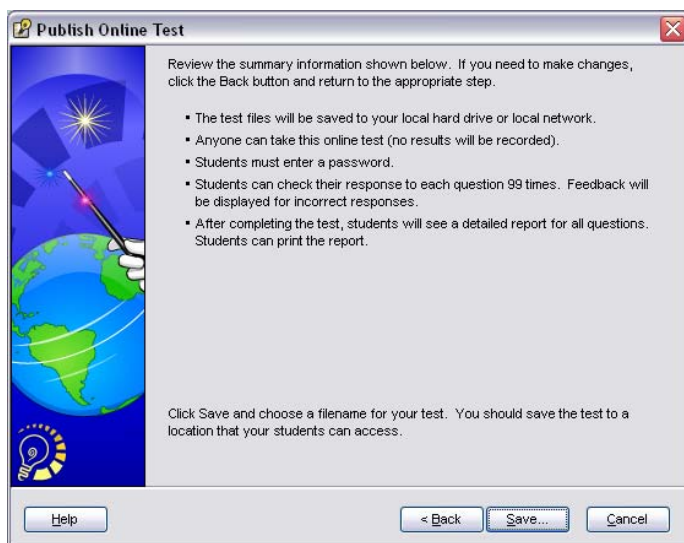 Publish Online Test
Review the summary information shown below. If you need to make changes,
click the Back button and return to the appropriate step.
▪ The test files will be saved to your local hard drive or local network.
▪ Anyone can take this online test (no results will be recorded).
▪ Students must enter a password.
▪ Students can check their response to each question 99 times. Feedback will
be displayed for incorrect responses.
▪ After completing the test, students will see a detailed report for all questions.
Students can print the report.
Click Save and choose a filename for your test. You should save the test to a
location that your students can access.
Help
< Back
Save...
Cancel